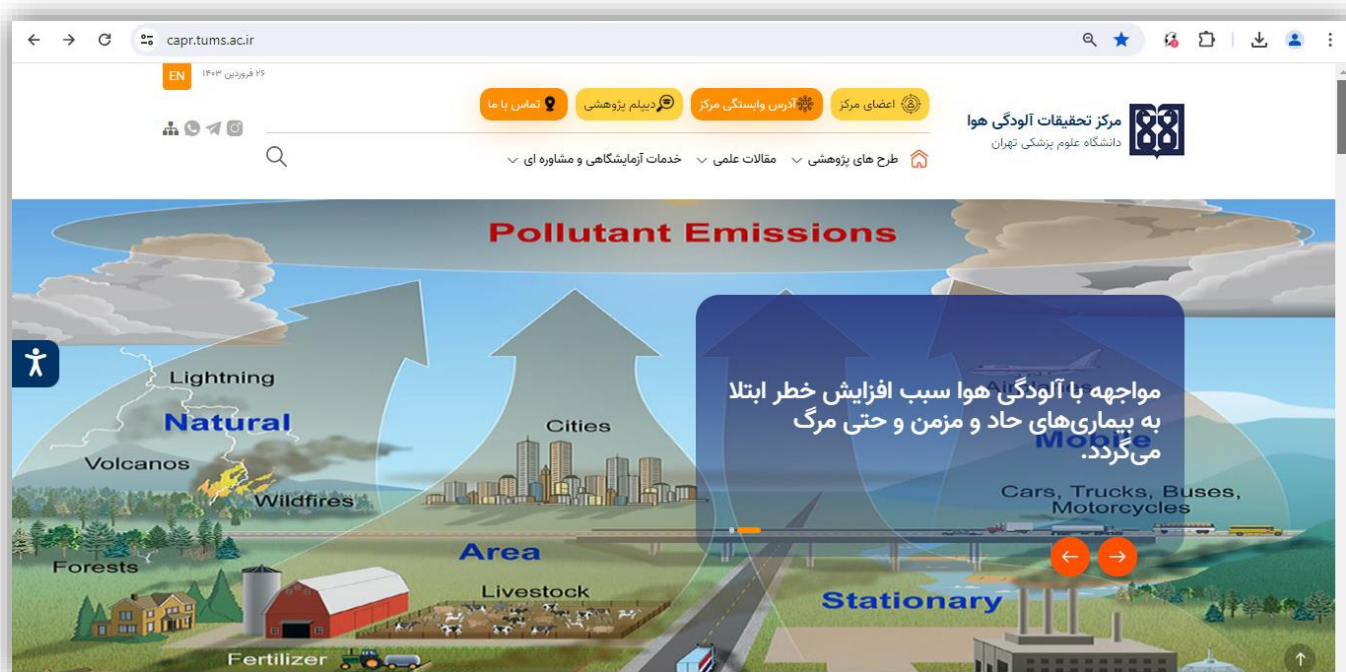 capr.tums.ac.ir
EN
۲۶ فروردین ۱۴۰۳
اعضای مرکز
آدرس وابستگی مرکز
دیپلم پژوهشی
تماس با ما
مرکز تحقیقات آلودگی هوا
دانشگاه علوم پزشکی تهران
طرح های پژوهشی
مقالات علمی
خدمات آزمایشگاهی و مشاوره ای
Pollutant Emissions
مواجهه با آلودگی هوا سبب افزایش خطر ابتلا
به بیماری‌های حاد و مزمن و حتی مرگ
می‌گردد.
Lightning
Natural
Volcanos
Wildfires
Forests
Cities
Mobile
Cars, Trucks, Buses,
Motorcycles
Area
Livestock
Stationary
Fertilizer